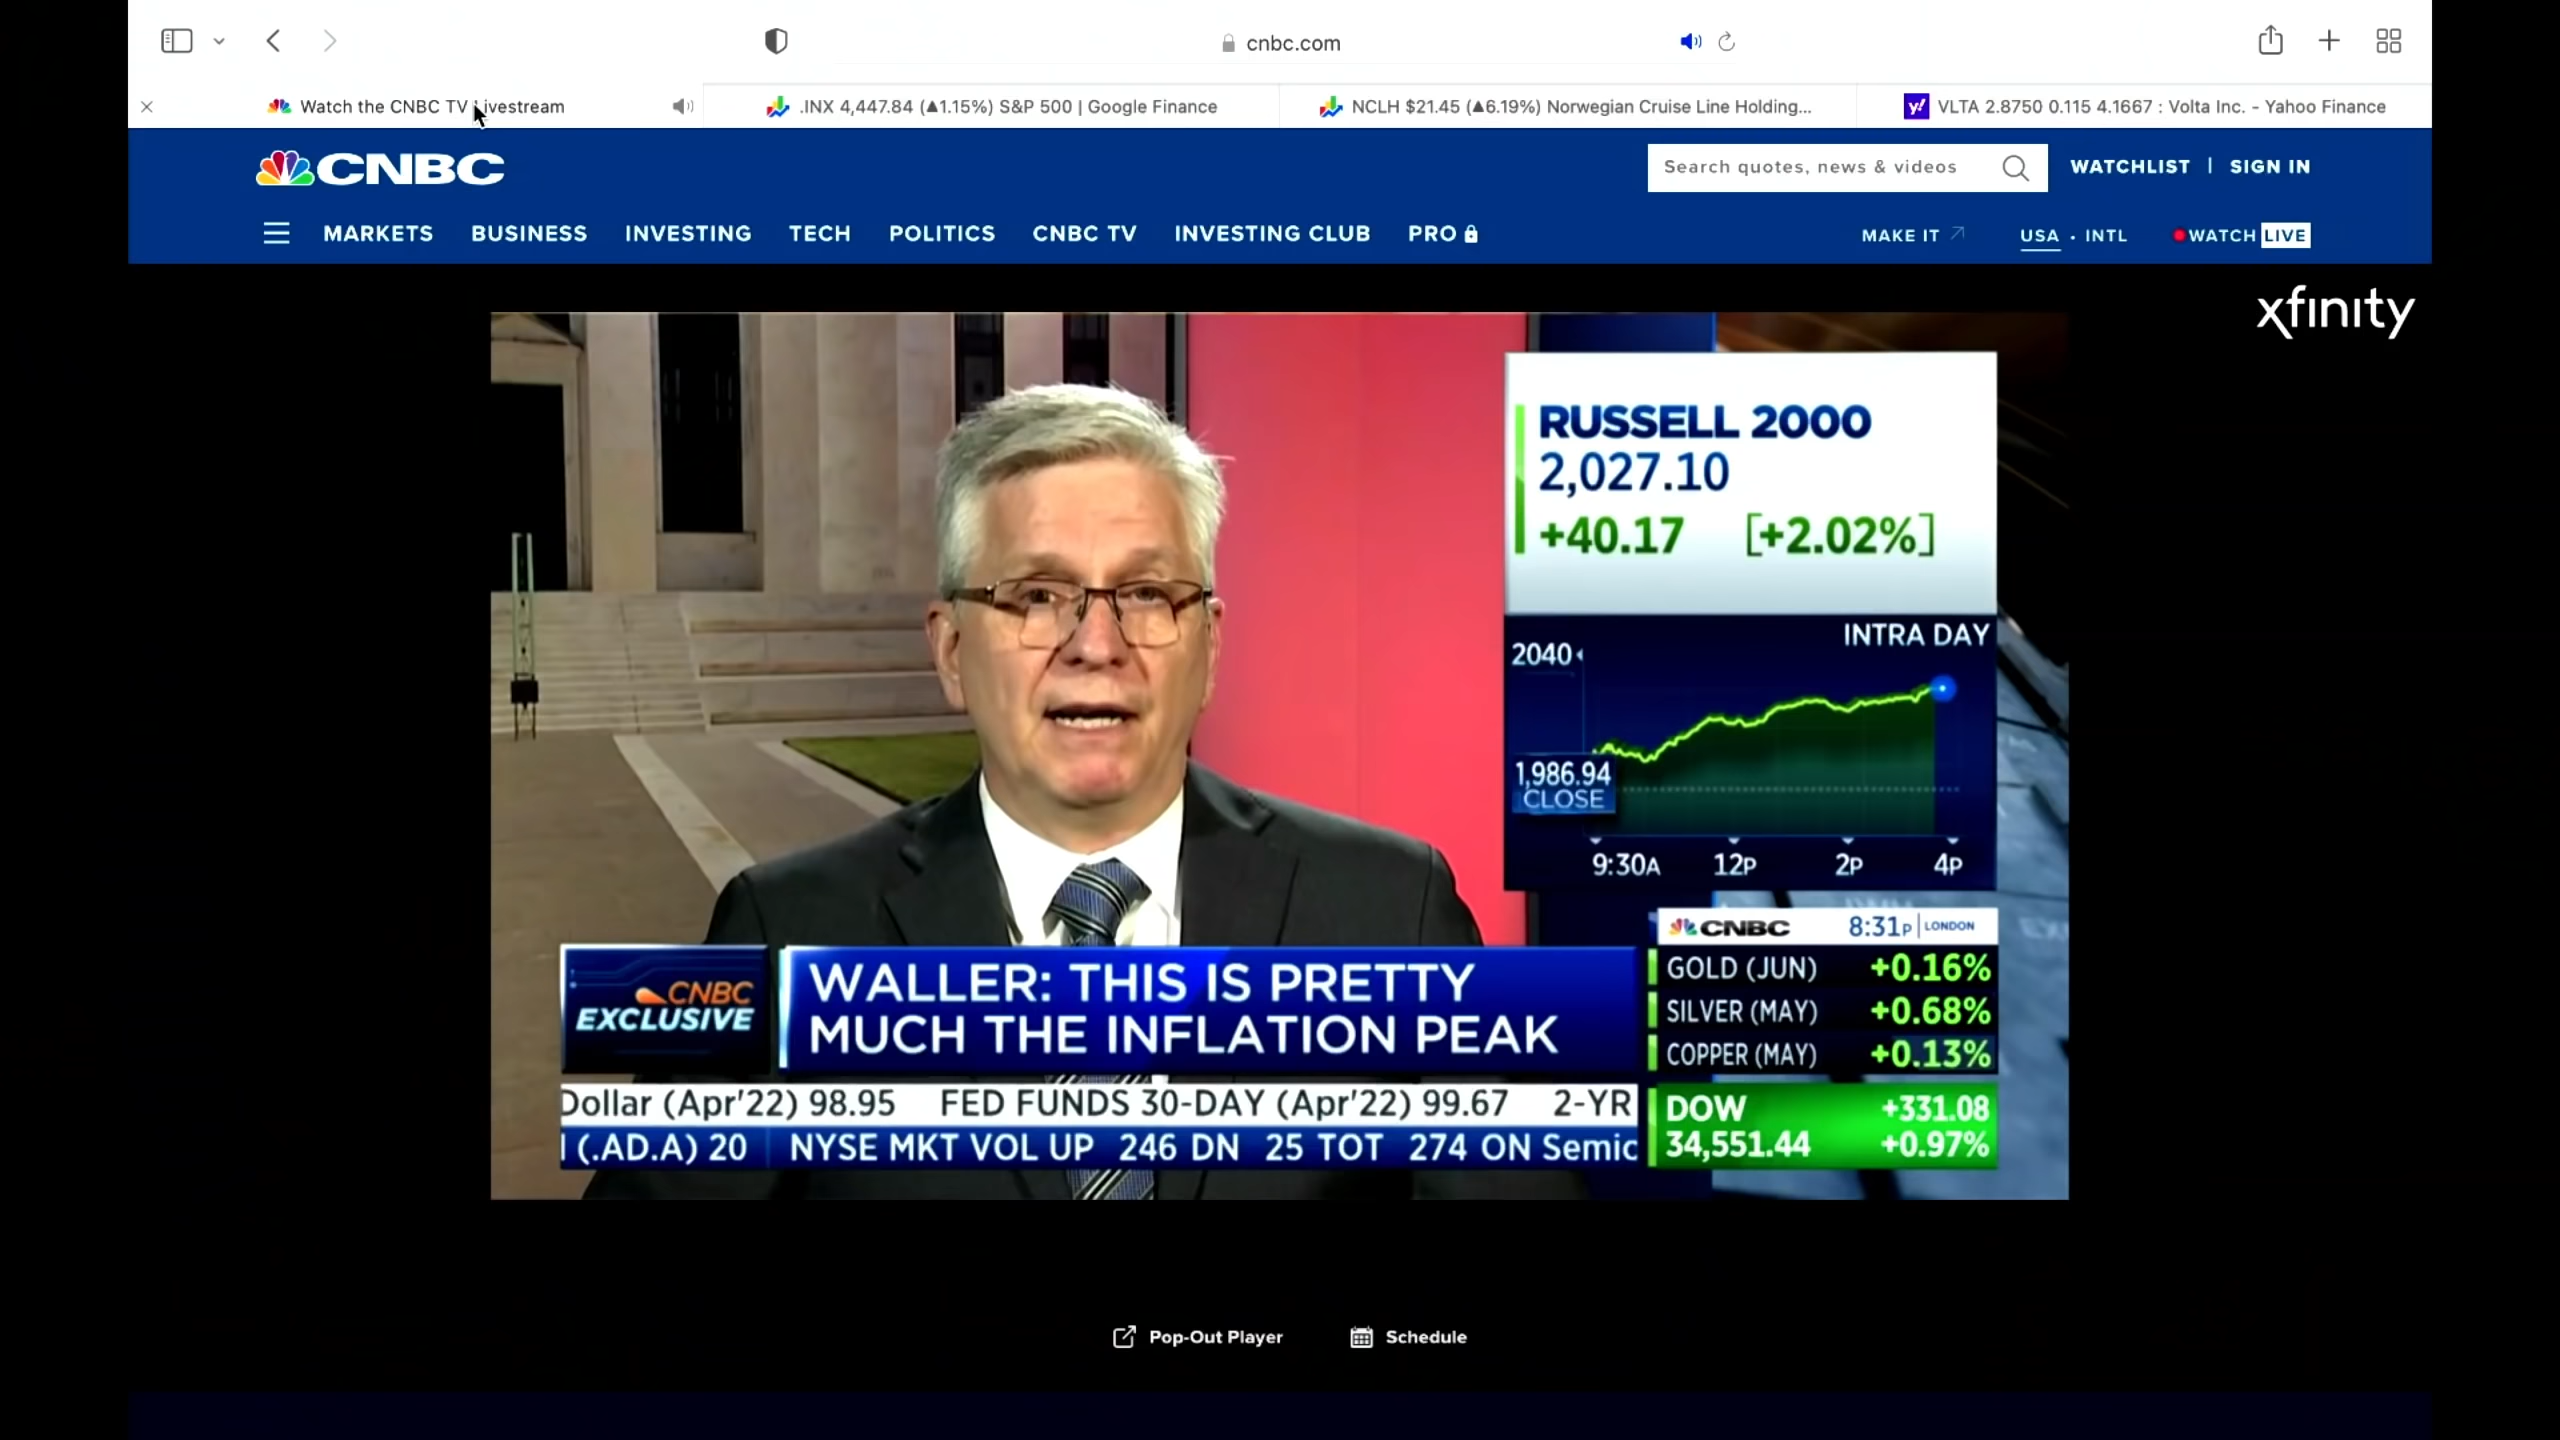 cnbc.com
Watch the CNBC TV Livestream
.INX 4,447.84 (▲1.15%) S&P 500 | Google Finance
NCLH $21.45 (▲6.19%) Norwegian Cruise Line Holding...
y!
VLTA 2.8750 0.115 4.1667 : Volta Inc. - Yahoo Finance
CNBC
Search quotes, news & videos
WATCHLIST | SIGN IN
MARKETS BUSINESS INVESTING TECH POLITICS CNBC TV INVESTING CLUB PRO
MAKE IT USA · INTL WATCH LIVE
xfinity
RUSSELL 2000
2,027.10
+40.17 [+2.02%]
INTRA DAY
2040
1,986.94
CLOSE
9:30A 12P 2P 4P
CNBC 8:31P | LONDON
GOLD (JUN) +0.16%
SILVER (MAY) +0.68%
COPPER (MAY) +0.13%
DOW +331.08
34,551.44 +0.97%
CNBC
EXCLUSIVE
WALLER: THIS IS PRETTY
MUCH THE INFLATION PEAK
Dollar (Apr'22) 98.95 FED FUNDS 30-DAY (Apr'22) 99.67 2-YR
(.AD.A) 20 NYSE MKT VOL UP 246 DN 25 TOT 274 ON Semic
Pop-Out Player
Schedule